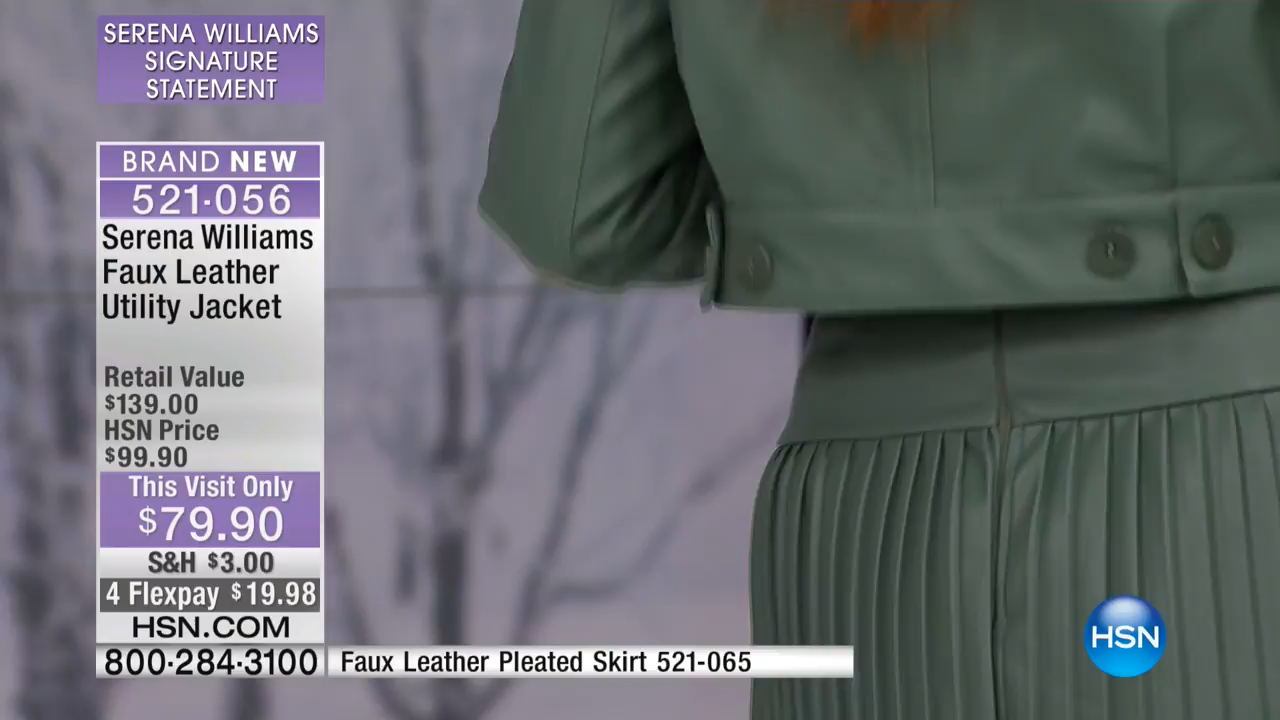 SERENA WILLIAMS
SIGNATURE
STATEMENT
BRAND NEW
521-056
Serena Williams
Faux Leather
Utility Jacket
Retail Value
$139.00
HSN Price
$99.90
This Visit Only
$79.90
S&H $3.00
4 Flexpay $19.98
HSN.COM
800-284-3100
Faux Leather Pleated Skirt 521-065
HSN